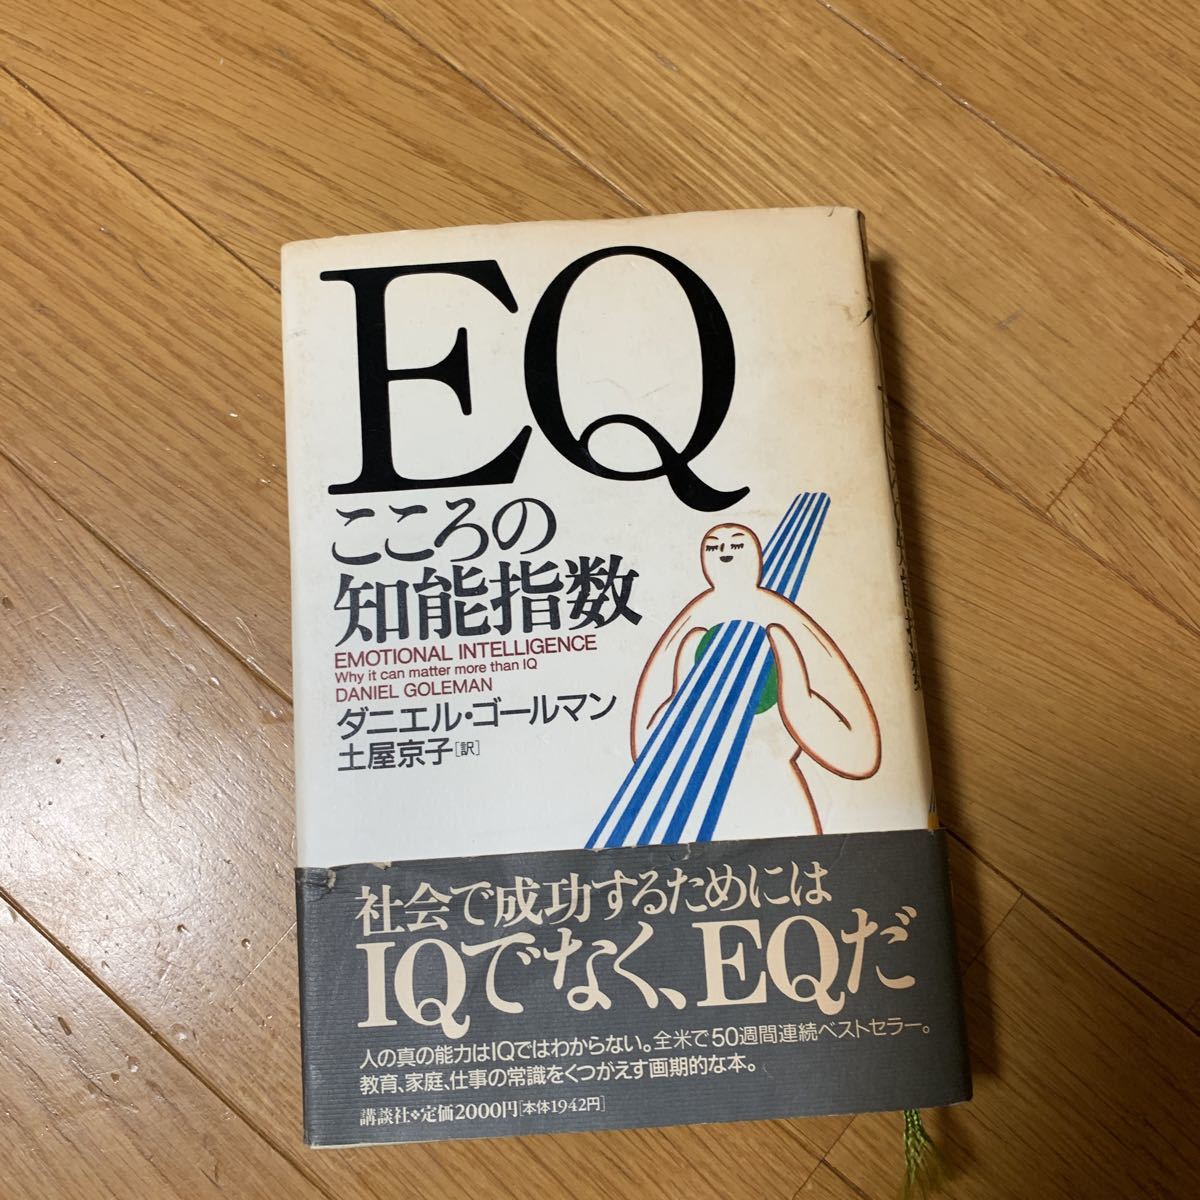 EQ
こころの
知能指数
EMOTIONAL INTELLIGENCE
Why it can matter more than IQ
DANIEL GOLEMAN
ダニエル・ゴールマン
土屋京子[訳]
社会で成功するためには
IQでなく、EQだ
人の真の能力はIQではわからない。全米で50週間連続ベストセラー。
教育、家庭、仕事の常識をくつがえす画期的な本。
講談社❖定価2000円[本体1942円]